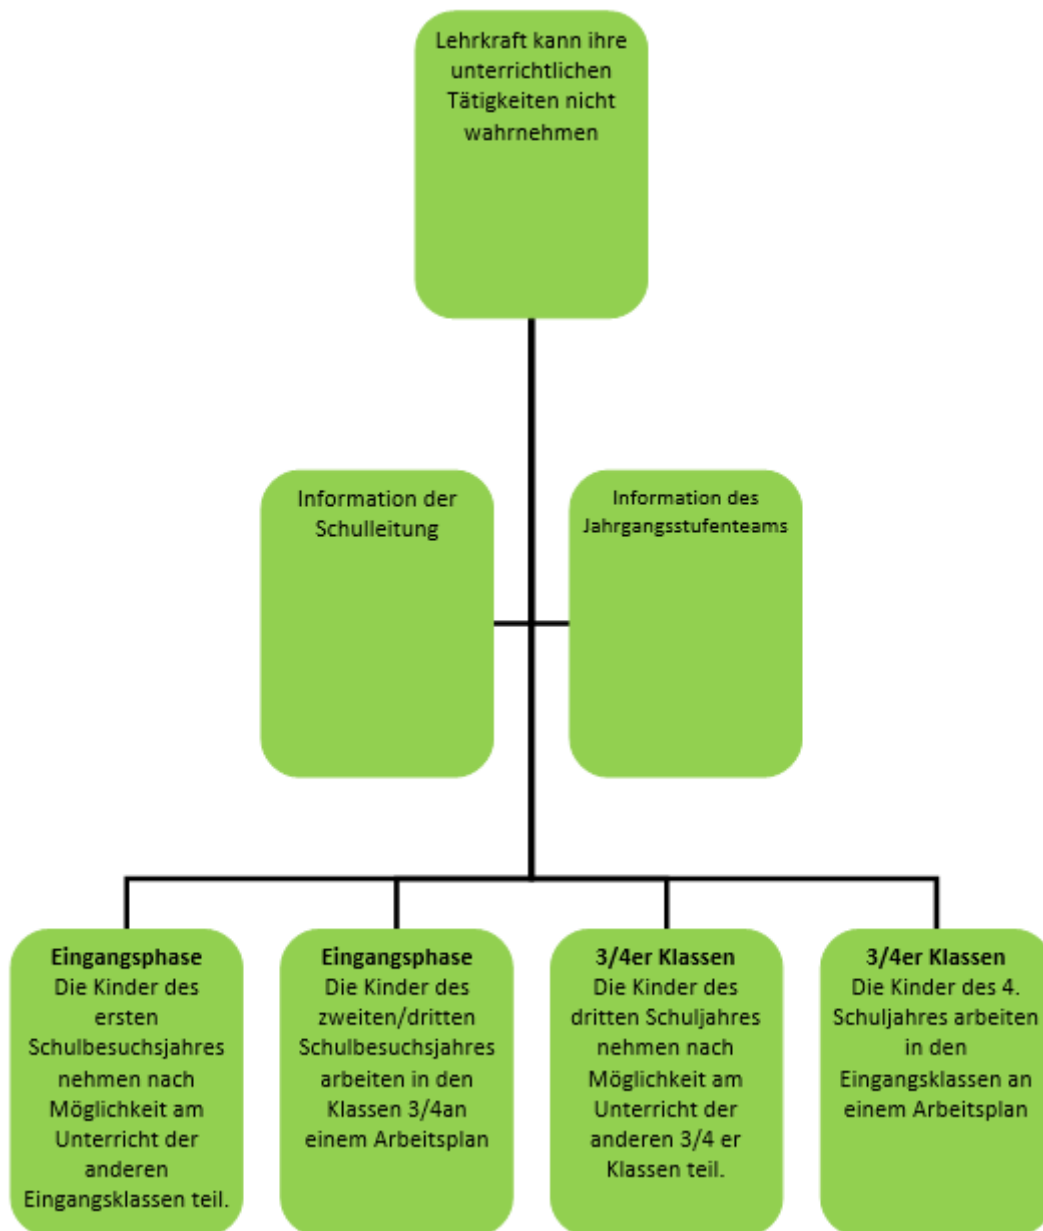 Lehrkraft kann ihre
unterrichtlichen
Tätigkeiten nicht
wahrnehmen
Information der
Schulleitung
Information des
Jahrgangsstufenteams
Eingangsphase
Die Kinder des
ersten
Schulbesuchsjahres
nehmen nach
Möglichkeit am
Unterricht der
anderen
Eingangsklassen teil.
Eingangsphase
Die Kinder des
zweiten/dritten
Schulbesuchsjahres
arbeiten in den
Klassen 3/4an
einem Arbeitsplan
3/4er Klassen
Die Kinder des
dritten Schuljahres
nehmen nach
Möglichkeit am
Unterricht der
anderen 3/4 er
Klassen teil.
3/4er Klassen
Die Kinder des 4.
Schuljahres arbeiten
in den
Eingangsklassen an
einem Arbeitsplan